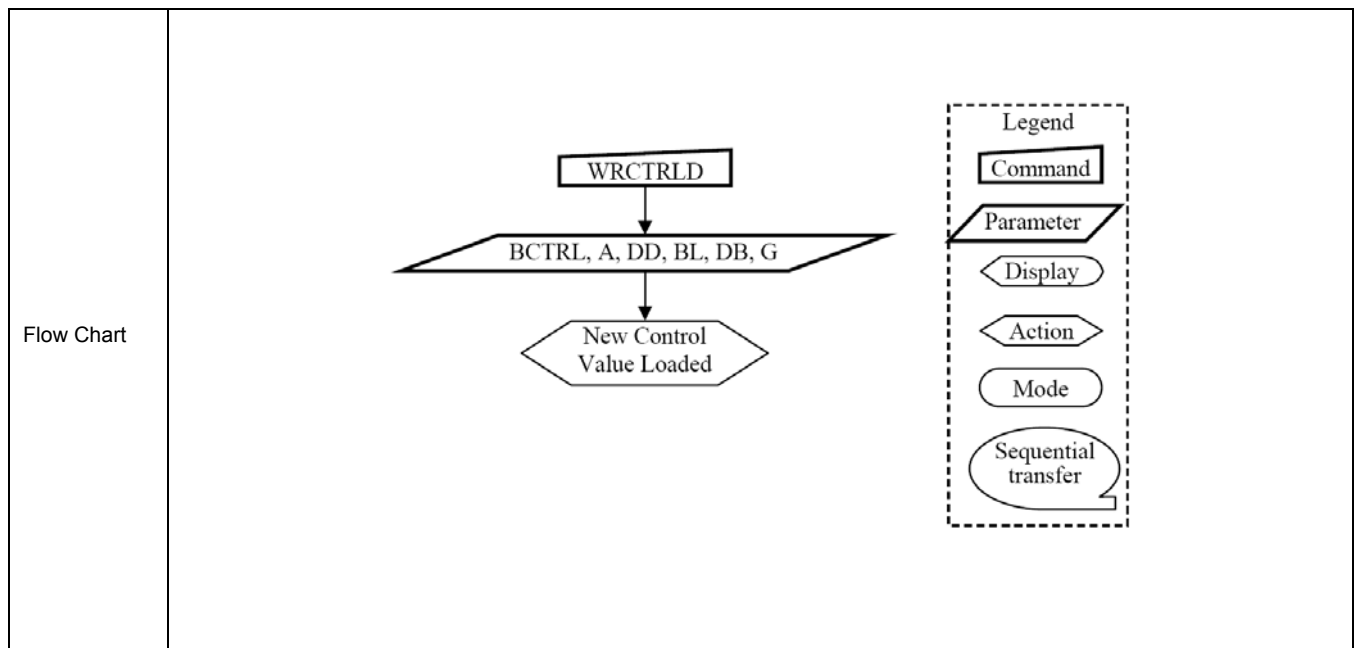 Flow Chart
WRCTRLD
BCTRL, A, DD, BL, DB, G
New Control
Value Loaded
Legend
Command
Parameter
Display
Action
Mode
Sequential
transfer